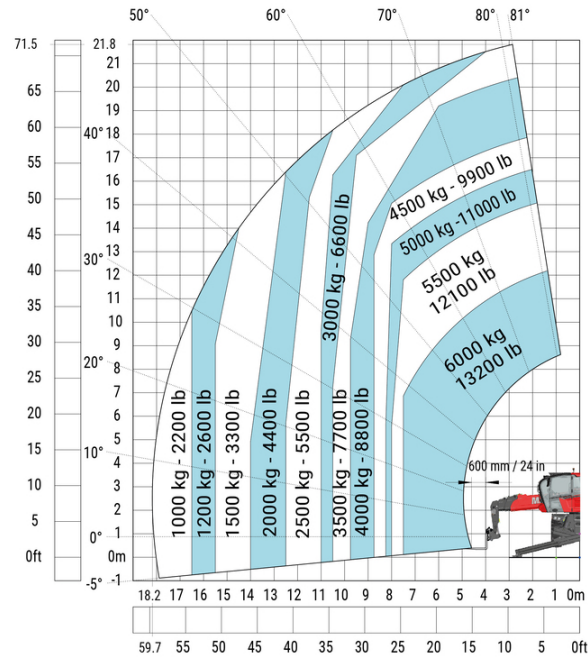 50° 60° 70° 80° 81°
71.5 21.8
21
65 20
19
60 40° 18
17
55 16
15
50 14
45 13
30° 12
40 11
35 10
9
30 8
20° 7
25 6
20 5
15 10° 4
3
10 2
5 0° 1
0ft 0m
-5° -1
1000 kg - 2200 lb
1200 kg - 2600 lb
1500 kg - 3300 lb
2000 kg - 4400 lb
2500 kg - 5500 lb
3000 kg - 6600 lb
3500 kg - 7700 lb
4000 kg - 8800 lb
4500 kg - 9900 lb
5000 kg -11000 lb
5500 kg
12100 lb
6000 kg
13200 lb
600 mm / 24 in
18.2 17 16 15 14 13 12 11 10 9 8 7 6 5 4 3 2 1 0m
59.7 55 50 45 40 35 30 25 20 15 10 5 0ft